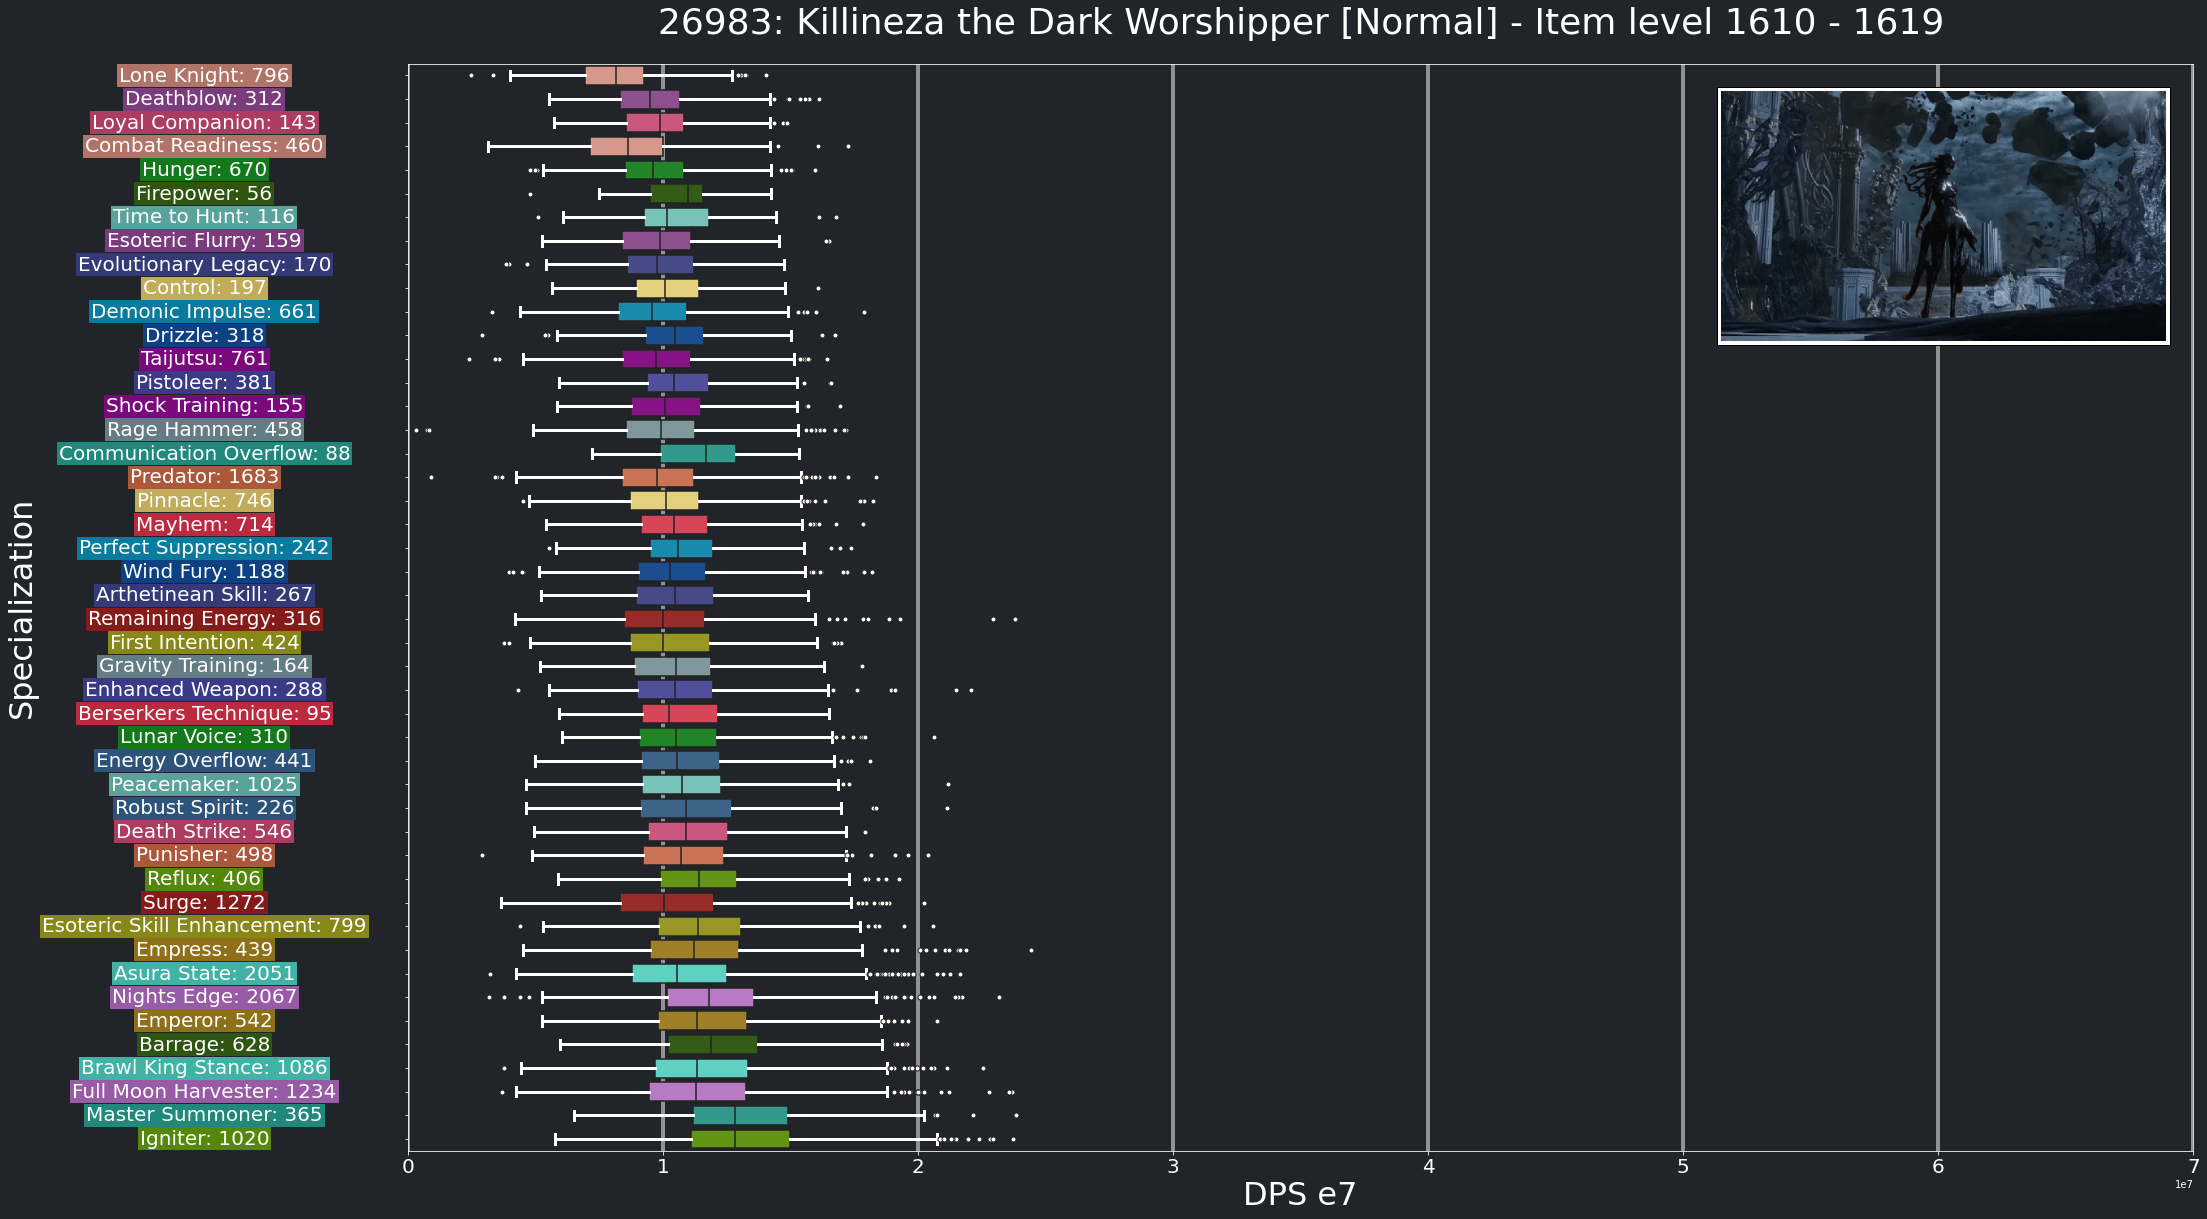 26983: Killineza the Dark Worshipper [Normal] - Item level 1610 - 1619
Specialization
Lone Knight: 796
Deathblow: 312
Loyal Companion: 143
Combat Readiness: 460
Hunger: 670
Firepower: 56
Time to Hunt: 116
Esoteric Flurry: 159
Evolutionary Legacy: 170
Control: 197
Demonic Impulse: 661
Drizzle: 318
Taijutsu: 761
Pistoleer: 381
Shock Training: 155
Rage Hammer: 458
Communication Overflow: 88
Predator: 1683
Pinnacle: 746
Mayhem: 714
Perfect Suppression: 242
Wind Fury: 1188
Arthetinean Skill: 267
Remaining Energy: 316
First Intention: 424
Gravity Training: 164
Enhanced Weapon: 288
Berserkers Technique: 95
Lunar Voice: 310
Energy Overflow: 441
Peacemaker: 1025
Robust Spirit: 226
Death Strike: 546
Punisher: 498
Reflux: 406
Surge: 1272
Esoteric Skill Enhancement: 799
Empress: 439
Asura State: 2051
Nights Edge: 2067
Emperor: 542
Barrage: 628
Brawl King Stance: 1086
Full Moon Harvester: 1234
Master Summoner: 365
Igniter: 1020
0 1 2 3 4 5 6 7
1e7
DPS e7